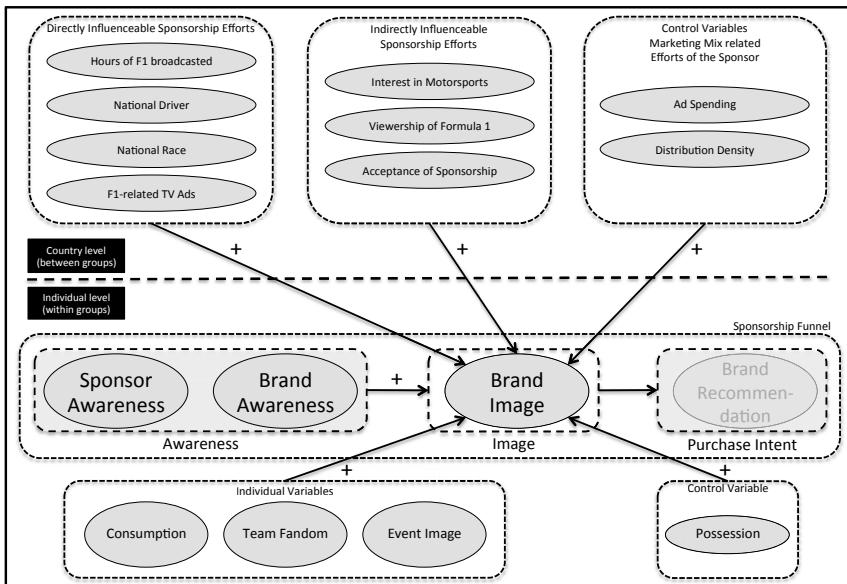 Directly Influenceable Sponsorship Efforts
Hours of F1 broadcasted
National Driver
National Race
F1-related TV Ads
Indirectly Influenceable
Sponsorship Efforts
Interest in Motorsports
Viewership of Formula 1
Acceptance of Sponsorship
Control Variables
Marketing Mix related
Efforts of the Sponsor
Ad Spending
Distribution Density
+
+
+
Country level
(between groups)
Individual level
(within groups)
Sponsorship Funnel
Sponsor
Awareness
Brand
Awareness
Awareness
+
Brand
Image
Image
Brand
Recommen-
dation
Purchase Intent
+
+
Individual Variables
Consumption
Team Fandom
Event Image
Control Variable
Possession